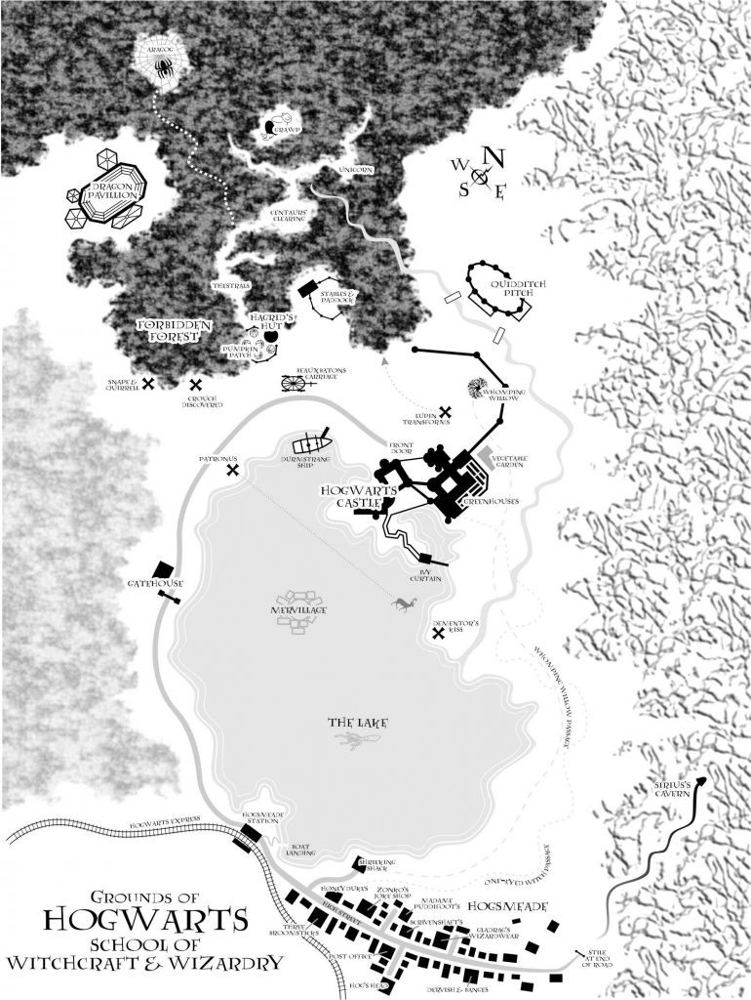 ARAGOG
GRAWP
UNICORN
W
N
S
E
DRAGON
PAVILLION
CENTAURS'
CLEARING
THESTRALS
STABLES &
PADDOCK
QUIDDITCH
PITCH
FORBIDDEN
FOREST
HAGRID'S
HUT
PUMPKIN
PATCH
SNAPE &
QUIRRELL
CROUCH
DISCOVERED
BEAUXBATONS
CARRIAGE
WHOMPING
WILLOW
LUPIN
TRANSFORMS
FRONT
DOOR
PATRONUS
DURMSTRANG
SHIP
VEGETABLE
GARDEN
HOGWARTS
CASTLE
GREENHOUSES
IVY
CURTAIN
GATEHOUSE
MERVILLAGE
DEMENTOR'S
KISS
WHOMPING WILLOW PASSAGE
THE LAKE
SIRIUS'S
CAVERN
HOGWARTS EXPRESS
HOGSMEADE
STATION
BOAT
LANDING
SHRIEKING
SHACK
ONE-EYED WITCH PASSAGE
HONEYDUKES
ZONKO'S
JOKE SHOP
MADAME
PUDDIFOOT'S
HOGSMEADE
HIGH STREET
SCRIVENSHAFT'S
GLADRAG'S
WIZARDWEAR
THREE
BROOMSTICKS
POST OFFICE
STILE
AT END
OF ROAD
HOG'S HEAD
DERVISH & BANGES
GROUNDS OF
HOGWARTS
SCHOOL OF
WITCHCRAFT & WIZARDRY